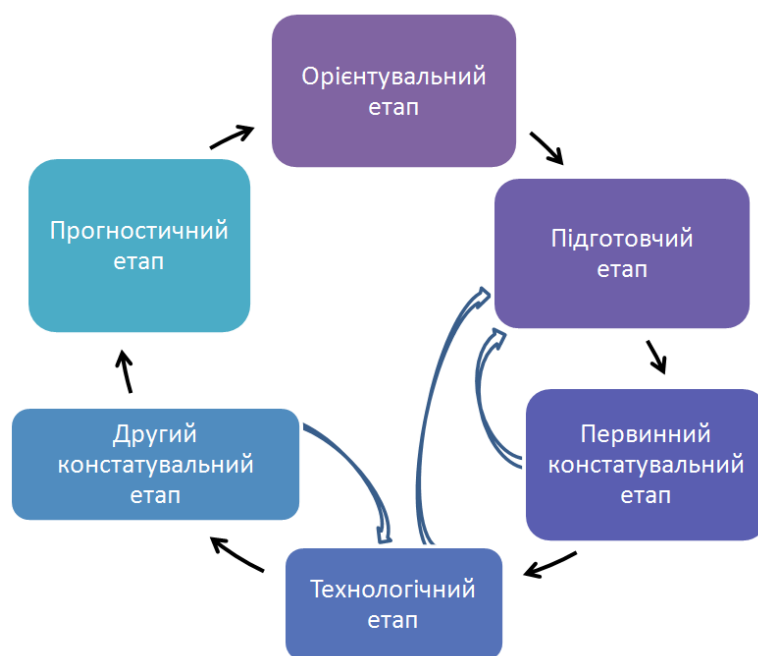 Орієнтувальний
етап
Підготовчий
етап
Первинний
констатувальний
етап
Технологічний
етап
Другий
констатувальний
етап
Прогностичний
етап